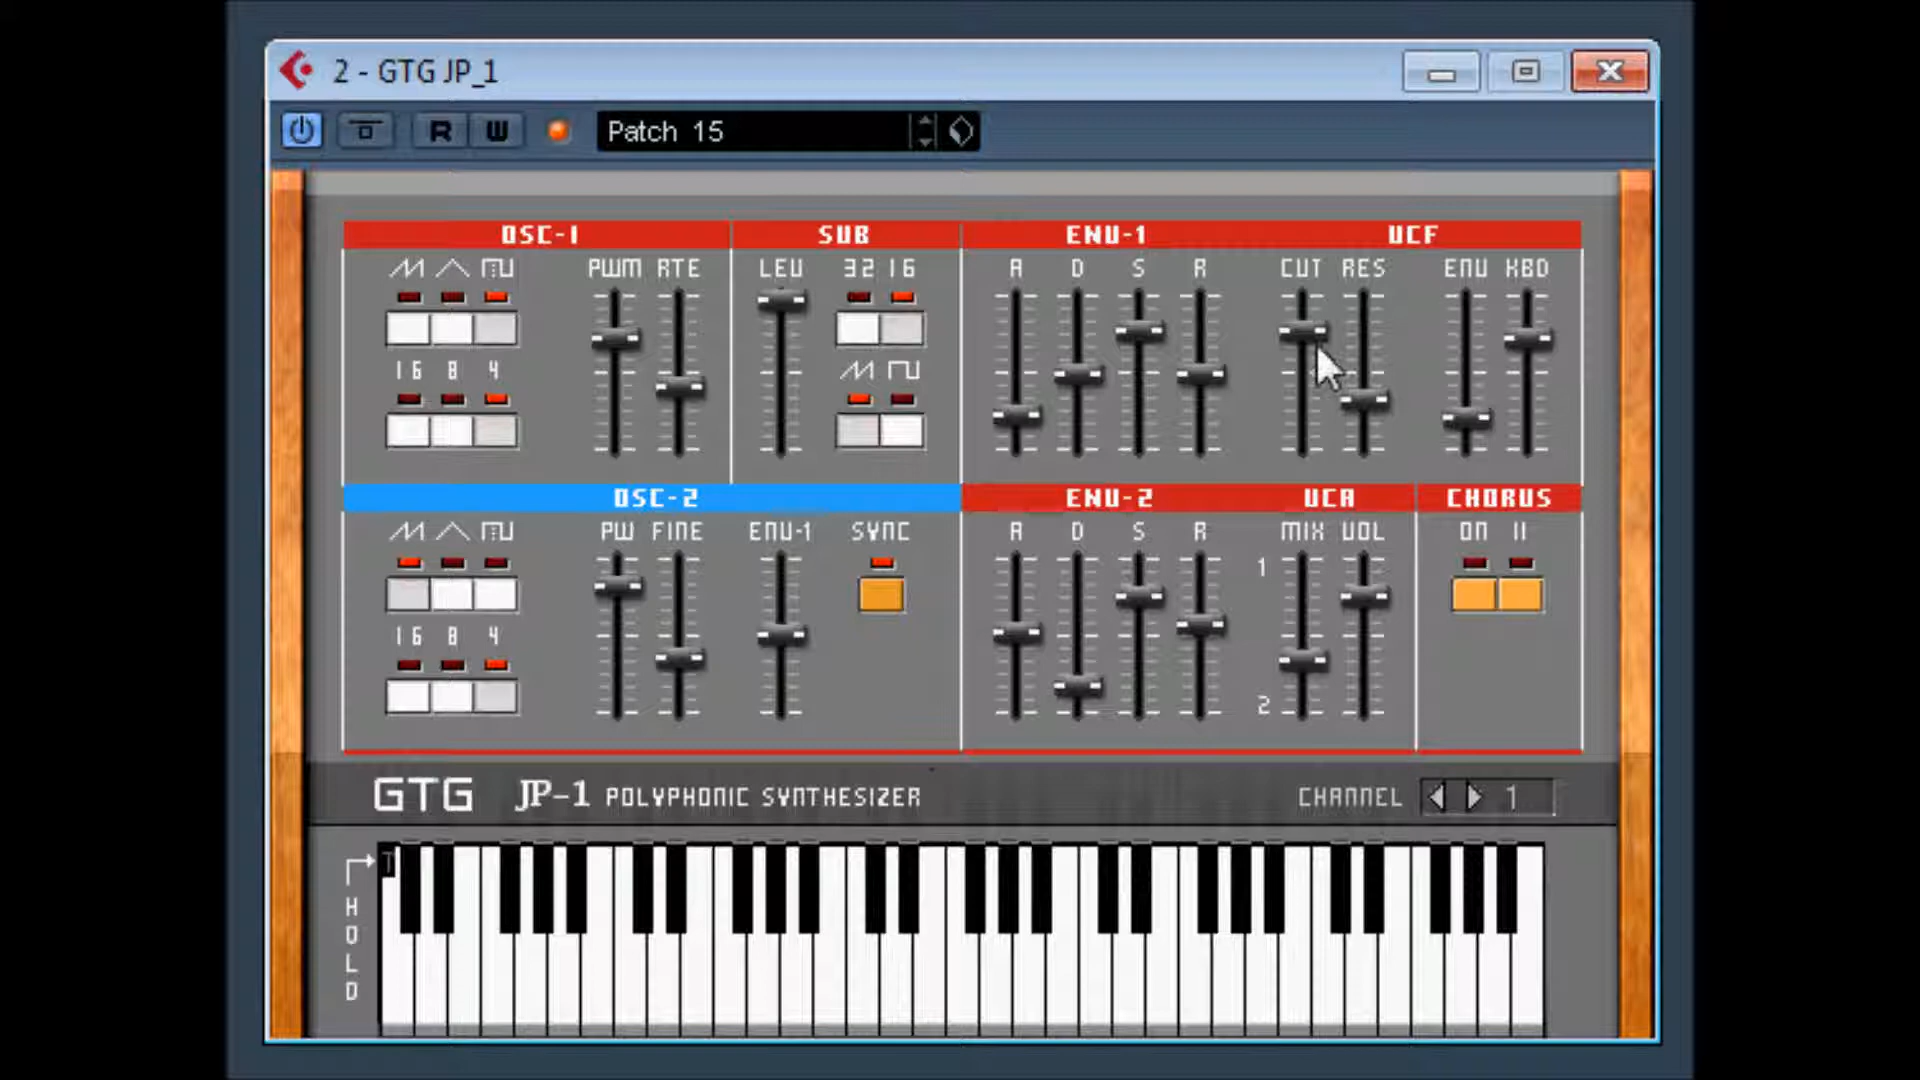 2 - GTG JP_1
R W Patch 15
OSC-1 SUB ENV-1 VCF
PWM RTE LEV 32 16 A D S R CUT RES ENV KBD
16 8 4
OSC-2 ENV-2 VCA CHORUS
PW FINE ENV-1 SYNC A D S R MIX VOL ON II
1
16 8 4
2
GTG JP-1 POLYPHONIC SYNTHESIZER CHANNEL 1
HOLD